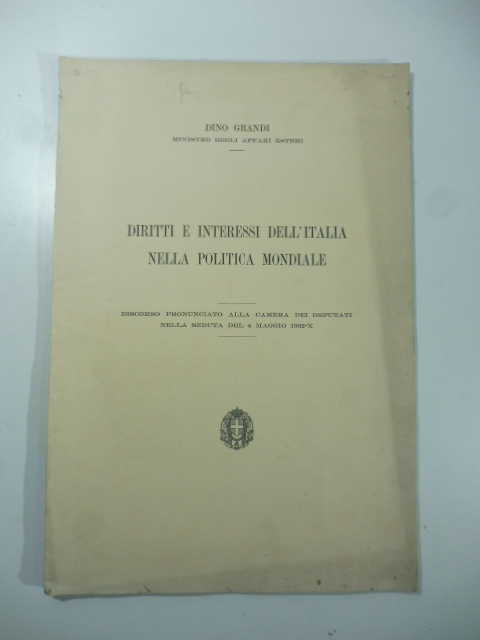 DINO GRANDI
MINISTRO DEGLI AFFARI ESTERI
DIRITTI E INTERESSI DELL'ITALIA
NELLA POLITICA MONDIALE
DISCORSO PRONUNCIATO ALLA CAMERA DEI DEPUTATI
NELLA SEDUTA DEL 4 MAGGIO 1932-X